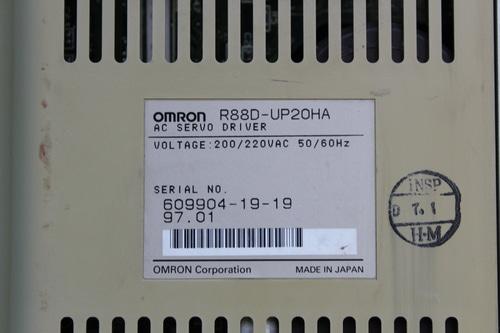 OMRON R88D-UP20HA
AC SERVO DRIVER
VOLTAGE:200/220VAC 50/60Hz
SERIAL NO.
609904-19-19
97.01
OMRON Corporation MADE IN JAPAN
INSP
D 7.1
H·M